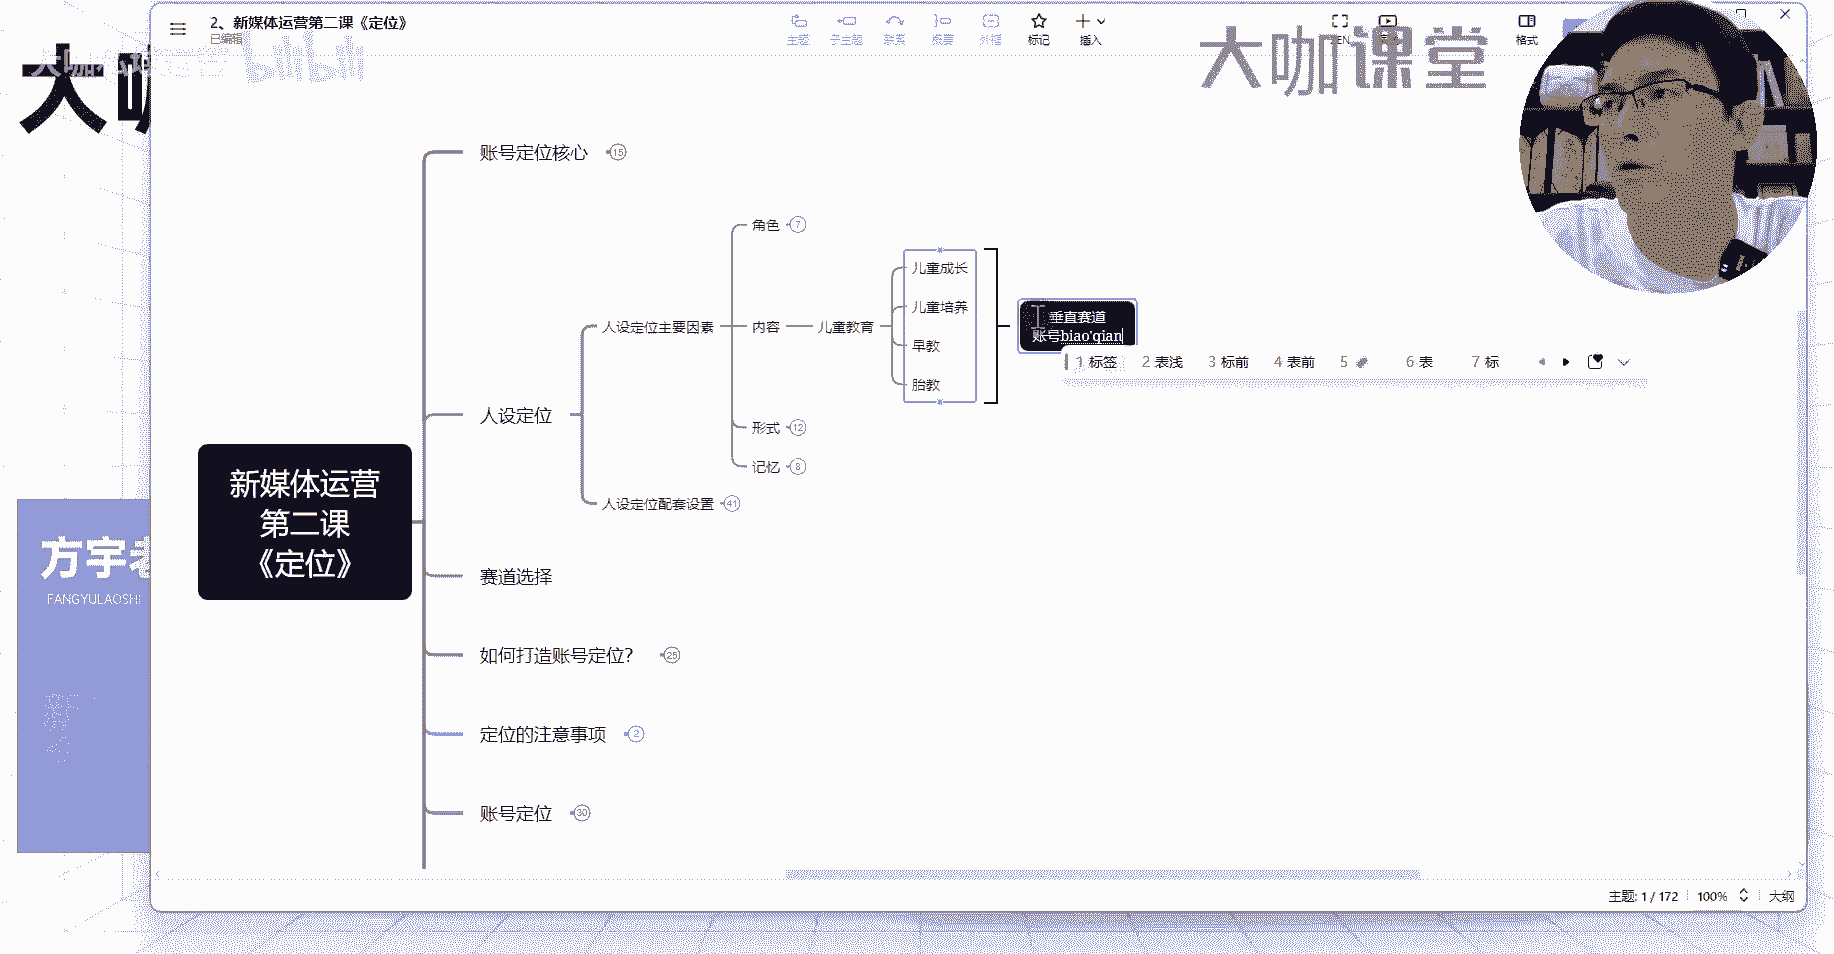 2、新媒体运营第二课《定位》
已编辑
主题
子主题
联系
概要
外框
标记
插入
ZEN
格式
bilibili
大咖课堂
账号定位核心 15
角色 7
儿童成长
儿童培养
早教
胎教
人设定位主要因素
内容
儿童教育
垂直赛道
账号biao'qian
1 标签 2 表浅 3 标前 4 表前 5 6 表 7 标
人设定位
形式 12
记忆 8
人设定位配套设置 41
新媒体运营
第二课
《定位》
方宇老
FANGYULAOSHI
赛道选择
如何打造账号定位？ 25
定位的注意事项 2
账号定位 30
主题: 1 / 172
100%
大纲